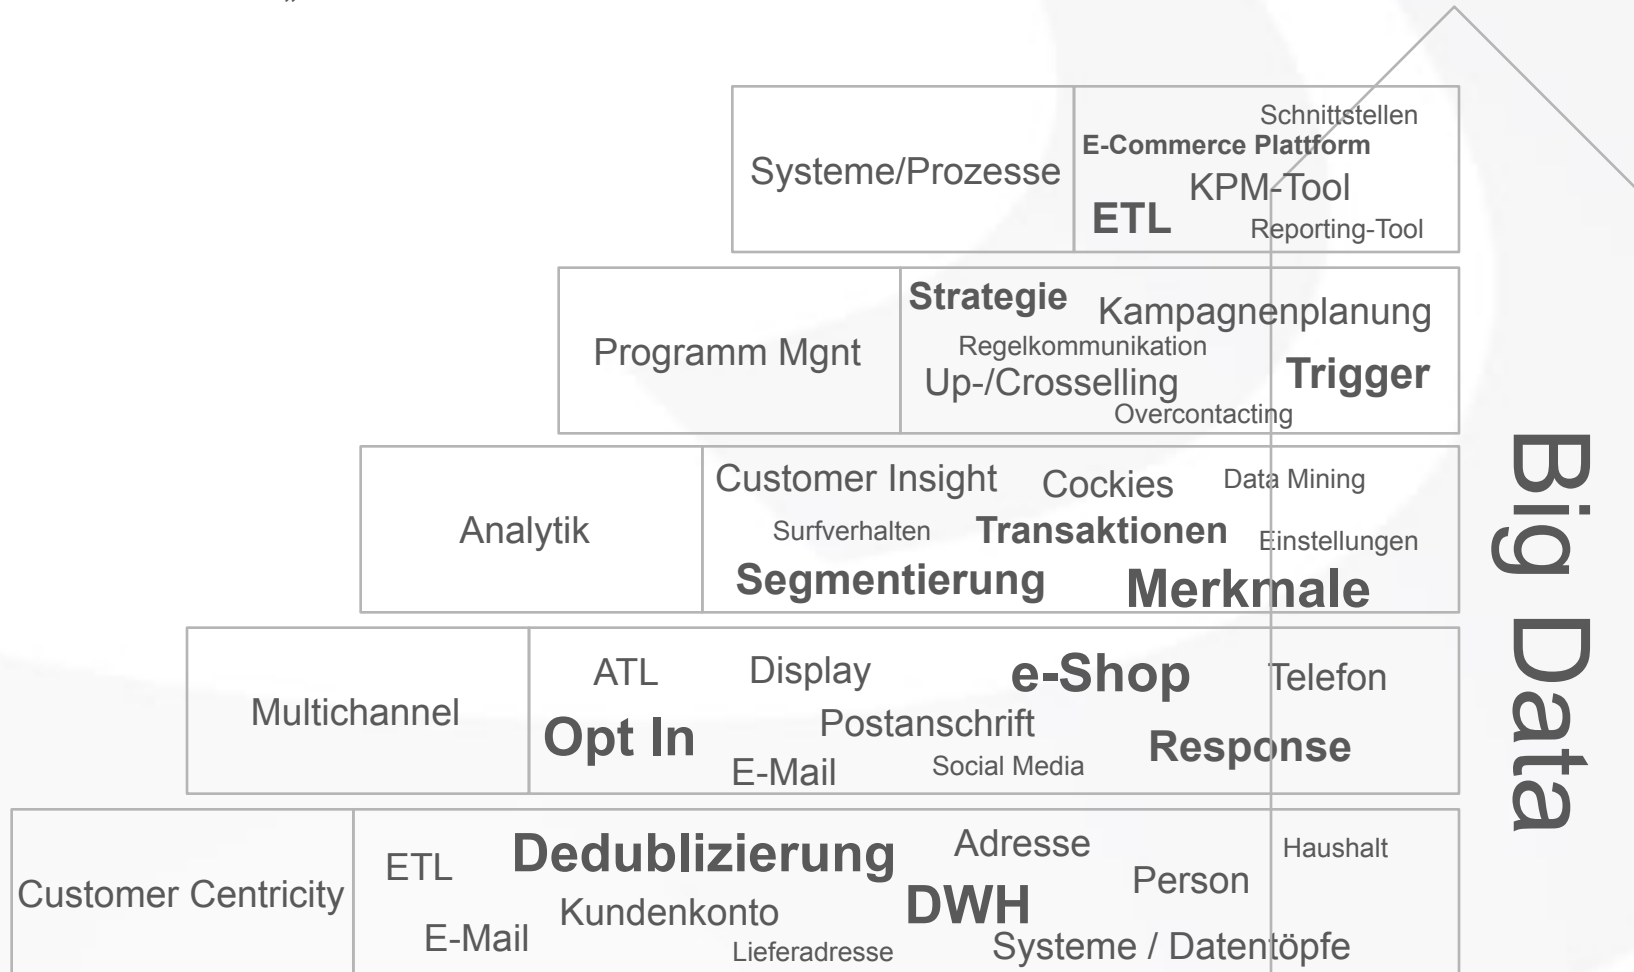 Systeme/Prozesse
Schnittstellen
E-Commerce Plattform
KPM-Tool
ETL
Reporting-Tool
Programm Mgnt
Strategie
Kampagnenplanung
Regelkommunikation
Up-/Crosselling
Trigger
Overcontacting
Analytik
Customer Insight
Cockies
Data Mining
Surfverhalten
Transaktionen
Einstellungen
Segmentierung
Merkmale
Multichannel
ATL
Display
e-Shop
Telefon
Opt In
Postanschrift
Response
E-Mail
Social Media
Customer Centricity
ETL
Dedublizierung
Adresse
Haushalt
Person
Kundenkonto
DWH
E-Mail
Lieferadresse
Systeme / Datentöpfe
Big Data